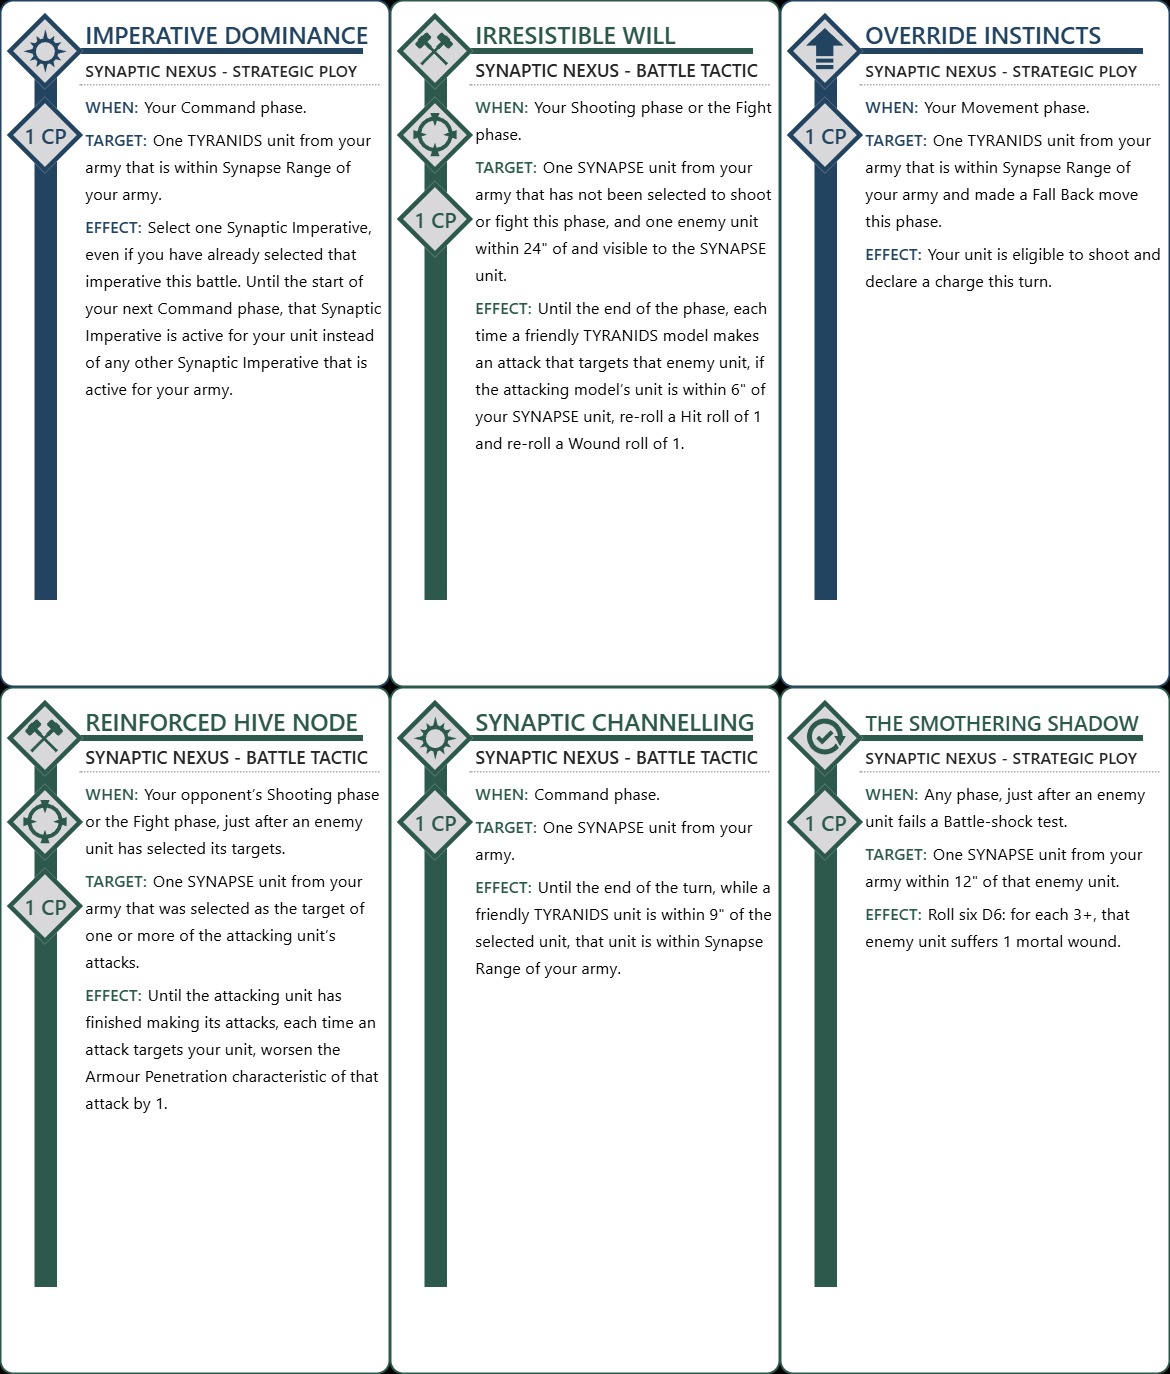 IMPERATIVE DOMINANCE
SYNAPTIC NEXUS - STRATEGIC PLOY
1 CP
WHEN: Your Command phase.
TARGET: One TYRANIDS unit from your
army that is within Synapse Range of
your army.
EFFECT: Select one Synaptic Imperative,
even if you have already selected that
imperative this battle. Until the start of
your next Command phase, that Synaptic
Imperative is active for your unit instead
of any other Synaptic Imperative that is
active for your army.
IRRESISTIBLE WILL
SYNAPTIC NEXUS - BATTLE TACTIC
1 CP
WHEN: Your Shooting phase or the Fight
phase.
TARGET: One SYNAPSE unit from your
army that has not been selected to shoot
or fight this phase, and one enemy unit
within 24" of and visible to the SYNAPSE
unit.
EFFECT: Until the end of the phase, each
time a friendly TYRANIDS model makes
an attack that targets that enemy unit, if
the attacking model's unit is within 6" of
your SYNAPSE unit, re-roll a Hit roll of 1
and re-roll a Wound roll of 1.
OVERRIDE INSTINCTS
SYNAPTIC NEXUS - STRATEGIC PLOY
1 CP
WHEN: Your Movement phase.
TARGET: One TYRANIDS unit from your
army that is within Synapse Range of
your army and made a Fall Back move
this phase.
EFFECT: Your unit is eligible to shoot and
declare a charge this turn.
REINFORCED HIVE NODE
SYNAPTIC NEXUS - BATTLE TACTIC
1 CP
WHEN: Your opponent's Shooting phase
or the Fight phase, just after an enemy
unit has selected its targets.
TARGET: One SYNAPSE unit from your
army that was selected as the target of
one or more of the attacking unit's
attacks.
EFFECT: Until the attacking unit has
finished making its attacks, each time an
attack targets your unit, worsen the
Armour Penetration characteristic of that
attack by 1.
SYNAPTIC CHANNELLING
SYNAPTIC NEXUS - BATTLE TACTIC
1 CP
WHEN: Command phase.
TARGET: One SYNAPSE unit from your
army.
EFFECT: Until the end of the turn, while a
friendly TYRANIDS unit is within 9" of the
selected unit, that unit is within Synapse
Range of your army.
THE SMOTHERING SHADOW
SYNAPTIC NEXUS - STRATEGIC PLOY
1 CP
WHEN: Any phase, just after an enemy
unit fails a Battle-shock test.
TARGET: One SYNAPSE unit from your
army within 12" of that enemy unit.
EFFECT: Roll six D6: for each 3+, that
enemy unit suffers 1 mortal wound.